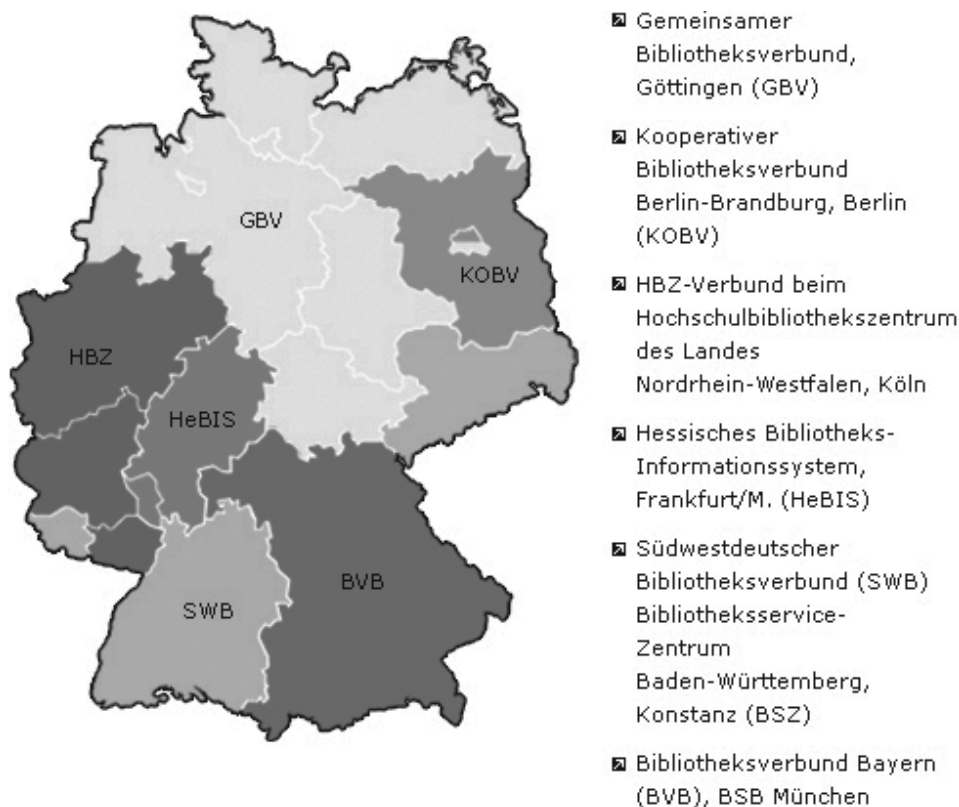 GBV
KOBV
HBZ
HeBIS
SWB
BVB
Gemeinsamer
Bibliotheksverbund,
Göttingen (GBV)
Kooperativer
Bibliotheksverbund
Berlin-Brandburg, Berlin
(KOBV)
HBZ-Verbund beim
Hochschulbibliothekszentrum
des Landes
Nordrhein-Westfalen, Köln
Hessisches Bibliotheks-
Informationssystem,
Frankfurt/M. (HeBIS)
Südwestdeutscher
Bibliotheksverbund (SWB)
Bibliotheksservice-
Zentrum
Baden-Württemberg,
Konstanz (BSZ)
Bibliotheksverbund Bayern
(BVB), BSB München